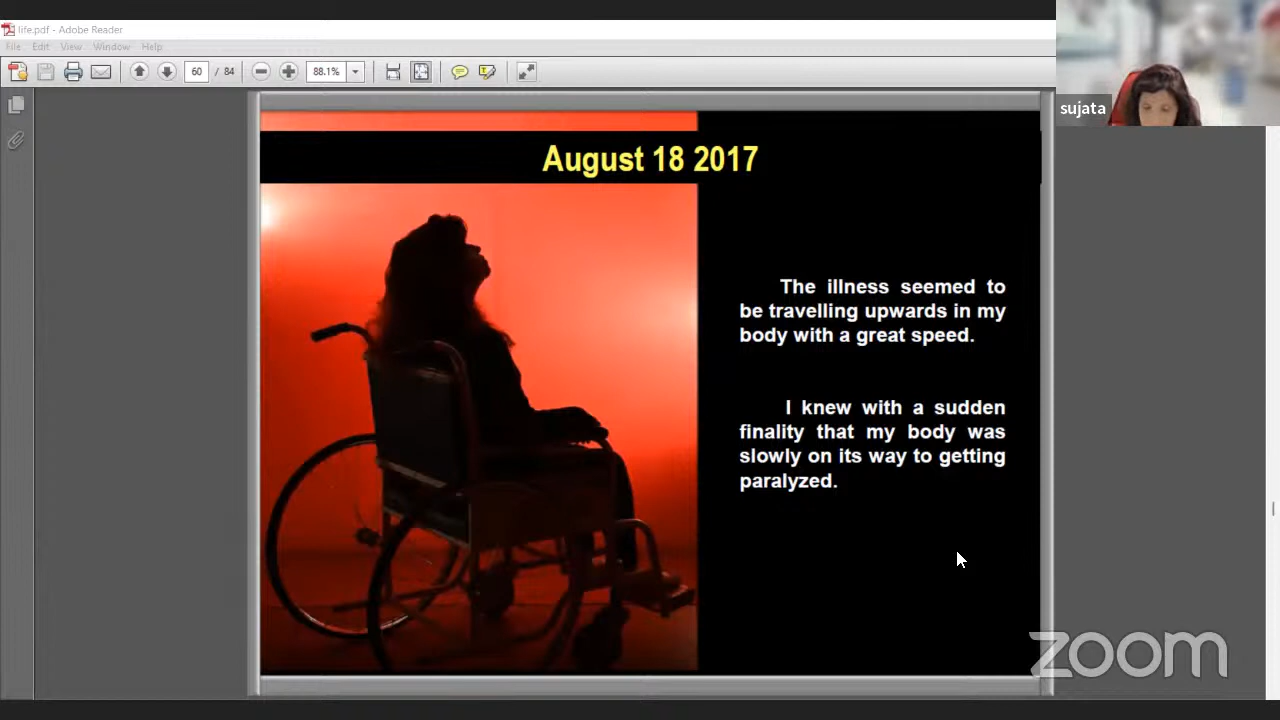 life.pdf - Adobe Reader
File Edit View Window Help
60 / 84 88.1%
sujata
August 18 2017
The illness seemed to
be travelling upwards in my
body with a great speed.
I knew with a sudden
finality that my body was
slowly on its way to getting
paralyzed.
zoom